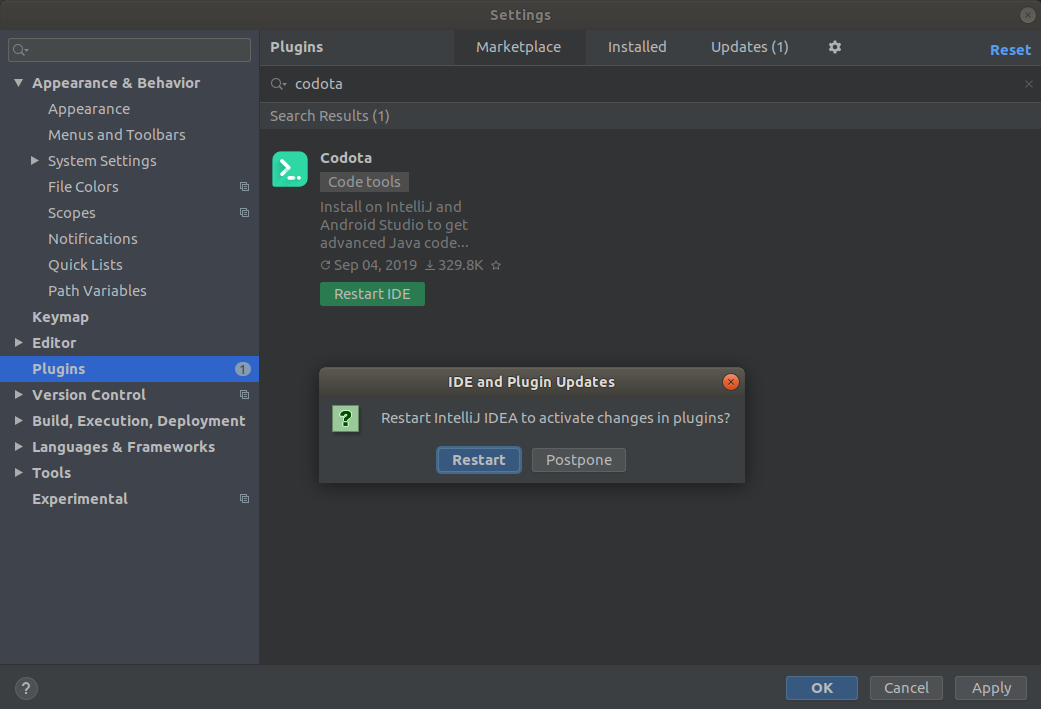 Settings
Appearance & Behavior
Appearance
Menus and Toolbars
System Settings
File Colors
Scopes
Notifications
Quick Lists
Path Variables
Keymap
Editor
Plugins 1
Version Control
Build, Execution, Deployment
Languages & Frameworks
Tools
Experimental
Plugins Marketplace Installed Updates (1) Reset
codota
Search Results (1)
Codota
Code tools
Install on IntelliJ and
Android Studio to get
advanced Java code...
Sep 04, 2019 329.8K
Restart IDE
IDE and Plugin Updates
? Restart IntelliJ IDEA to activate changes in plugins?
Restart Postpone
? OK Cancel Apply